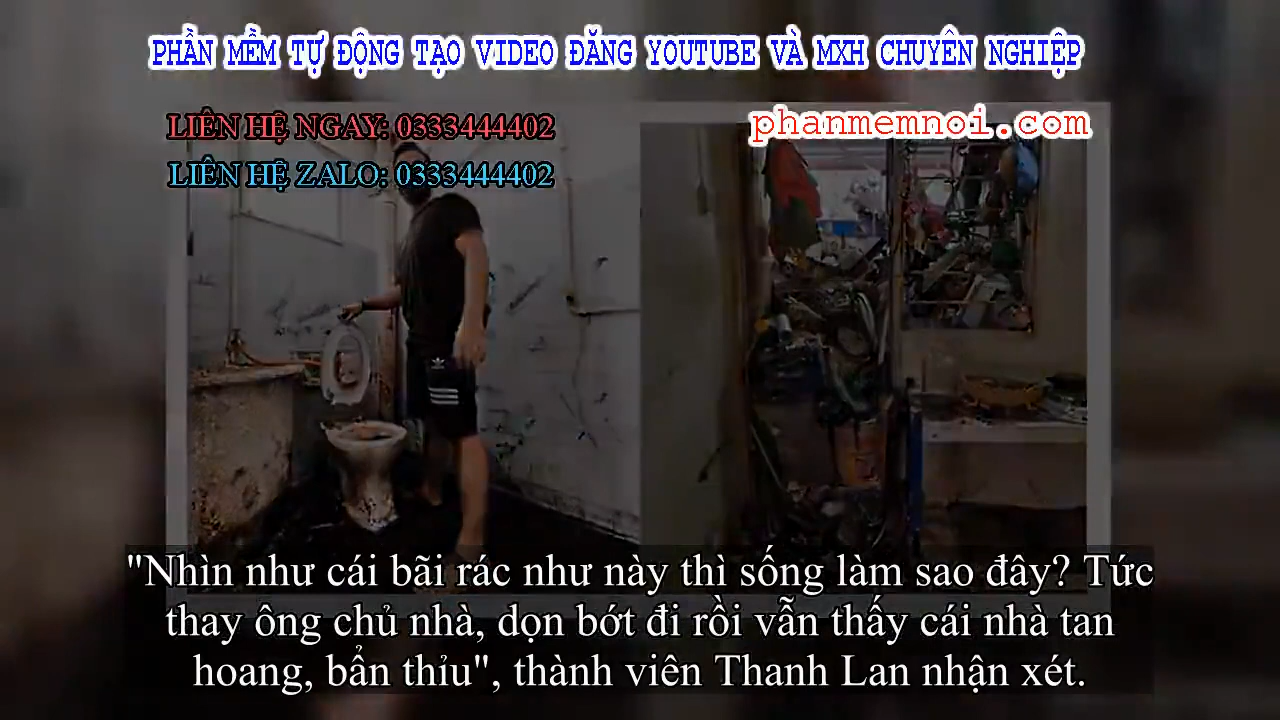 PHẦN MỀM TỰ ĐỘNG TẠO VIDEO ĐĂNG YOUTUBE VÀ MXH CHUYÊN NGHIỆP
LIÊN HỆ NGAY: 0333444402
phanmemnoi.com
LIÊN HỆ ZALO: 0333444402
"Nhìn như cái bãi rác như này thì sống làm sao đây? Tức
thay ông chủ nhà, dọn bớt đi rồi vẫn thấy cái nhà tan
hoang, bẩn thỉu", thành viên Thanh Lan nhận xét.